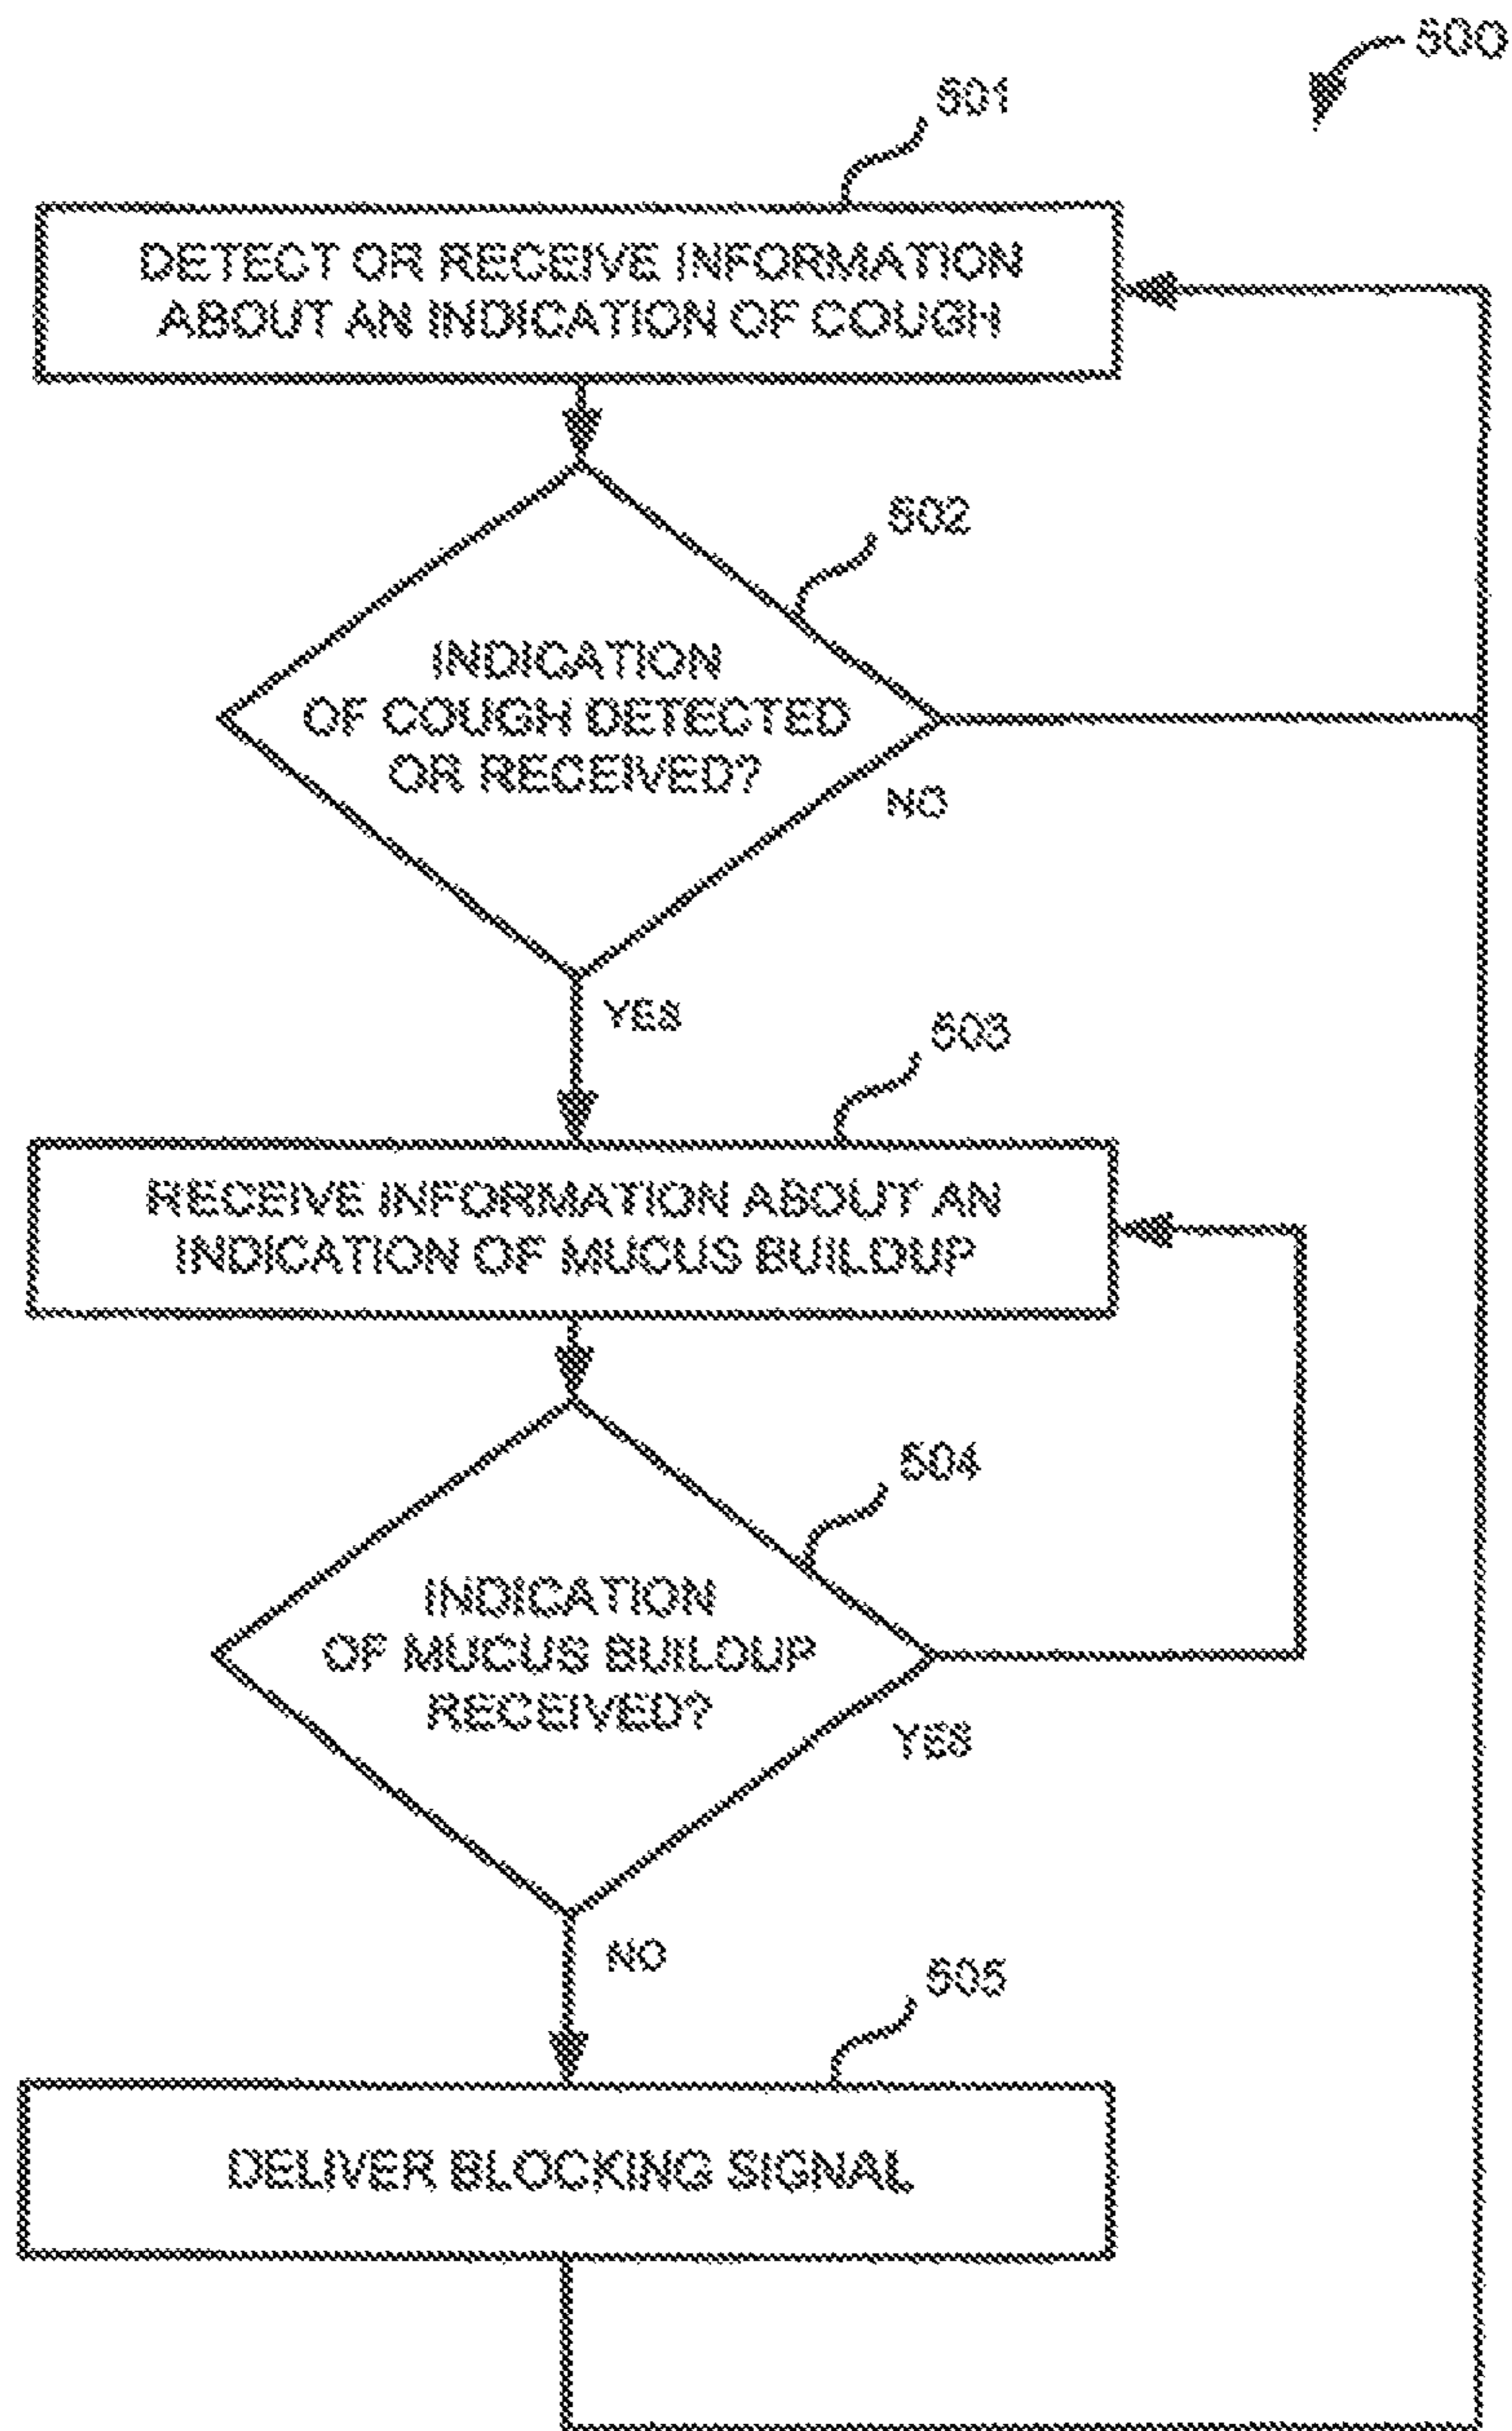 500
501
DETECT OR RECEIVE INFORMATION
ABOUT AN INDICATION OF COUGH
502
INDICATION
OF COUGH DETECTED
OR RECEIVED?
NO
YES
503
RECEIVE INFORMATION ABOUT AN
INDICATION OF MUCUS BUILDUP
504
INDICATION
OF MUCUS BUILDUP
RECEIVED?
YES
NO
505
DELIVER BLOCKING SIGNAL